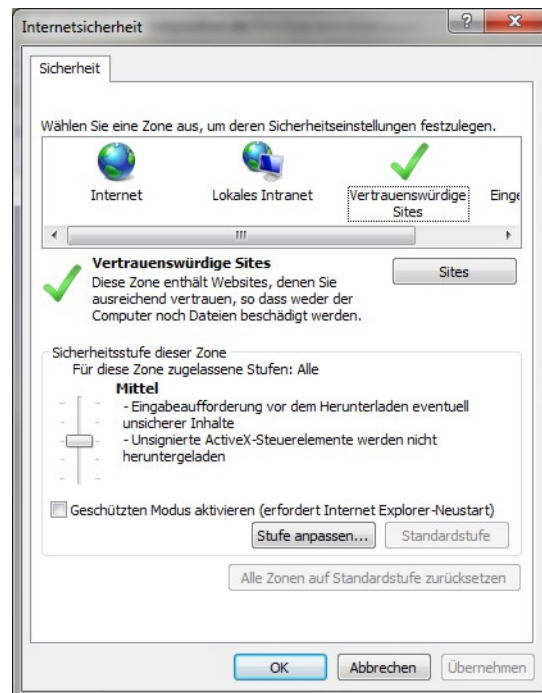 Internetsicherheit
Sicherheit
Wählen Sie eine Zone aus, um deren Sicherheitseinstellungen festzulegen.
Internet
Lokales Intranet
Vertrauenswürdige
Sites
Einge
Vertrauenswürdige Sites
Sites
Diese Zone enthält Websites, denen Sie
ausreichend vertrauen, so dass weder der
Computer noch Dateien beschädigt werden.
Sicherheitsstufe dieser Zone
Für diese Zone zugelassene Stufen: Alle
Mittel
- Eingabeaufforderung vor dem Herunterladen eventuell
unsicherer Inhalte
- Unsignierte ActiveX-Steuerelemente werden nicht
heruntergeladen
Geschützten Modus aktivieren (erfordert Internet Explorer-Neustart)
Stufe anpassen...
Standardstufe
Alle Zonen auf Standardstufe zurücksetzen
OK
Abbrechen
Übernehmen